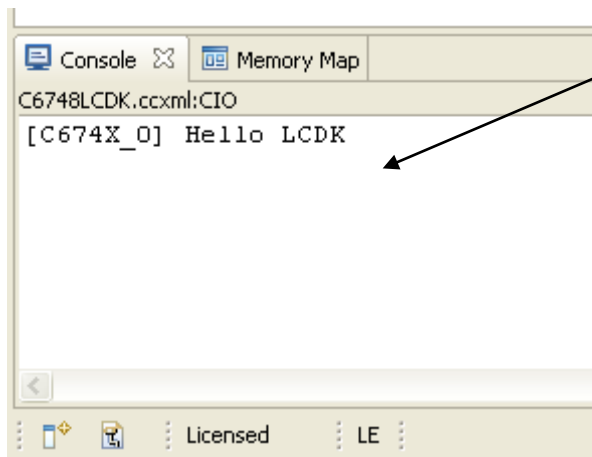 Console Memory Map
C6748LCDK.ccxml:CIO
[C674X_0] Hello LCDK
Licensed LE